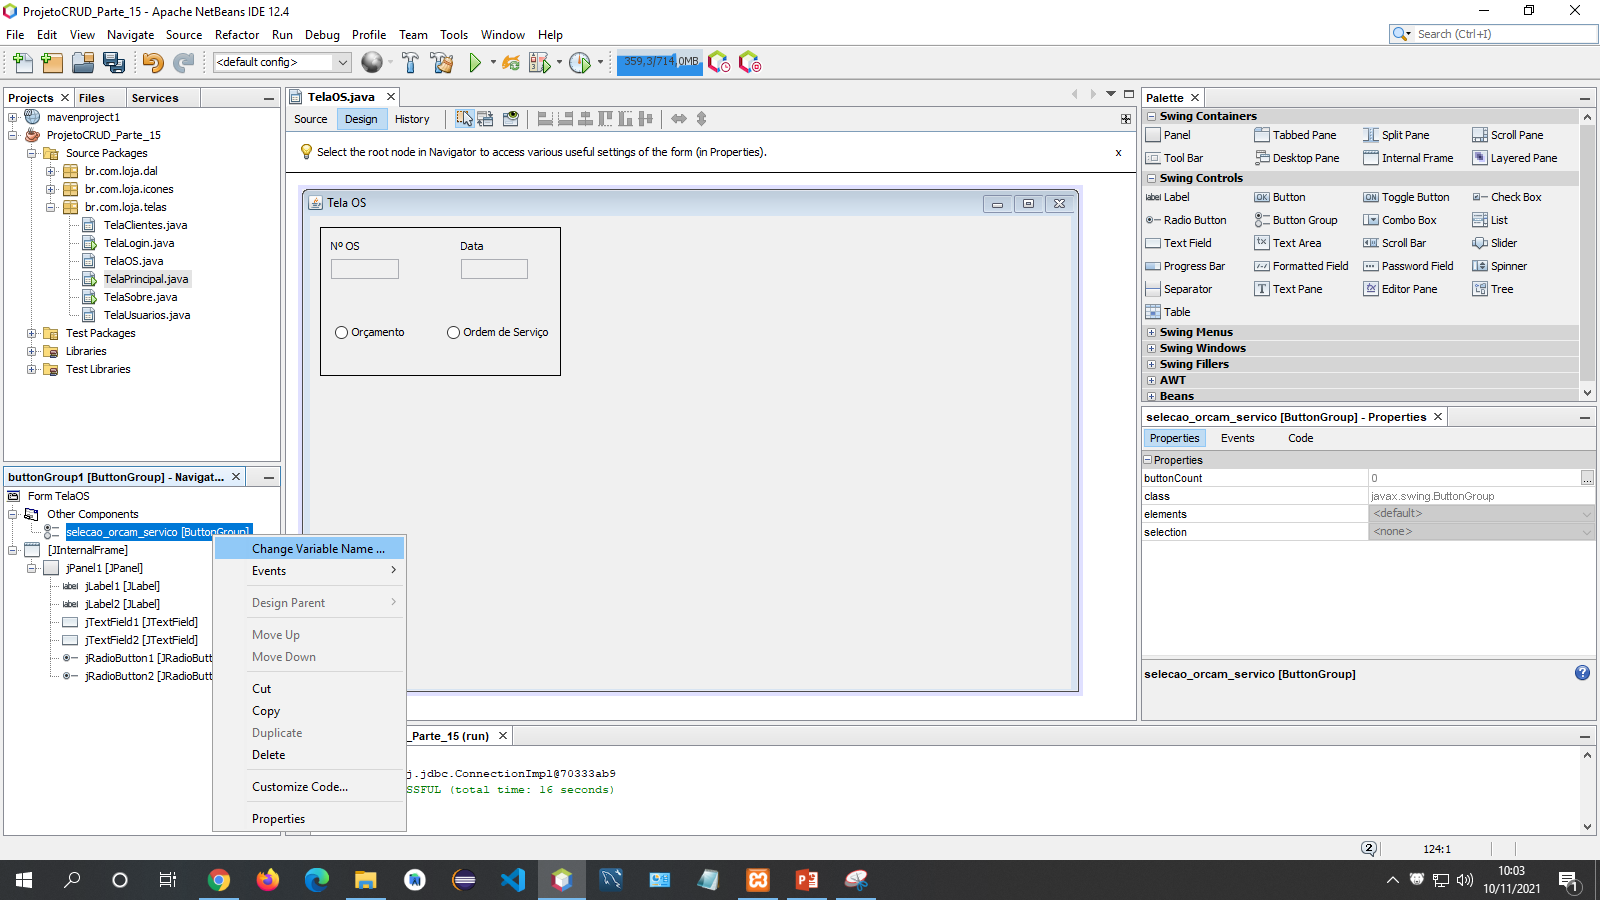 ProjetoCRUD_Parte_15 - Apache NetBeans IDE 12.4
File Edit View Navigate Source Refactor Run Debug Profile Team Tools Window Help
Search (Ctrl+I)
<default config>
359,3/714,0MB
Projects Files Services
mavenproject1
ProjetoCRUD_Parte_15
Source Packages
br.com.loja.dal
br.com.loja.icones
br.com.loja.telas
TelaClientes.java
TelaLogin.java
TelaOS.java
TelaPrincipal.java
TelaSobre.java
TelaUsuarios.java
Test Packages
Libraries
Test Libraries
buttonGroup1 [ButtonGroup] - Navigat...
Form TelaOS
Other Components
selecao_orcam_servico [ButtonGroup]
[JInternalFrame]
jPanel1 [JPanel]
jLabel1 [JLabel]
jLabel2 [JLabel]
jTextField1 [JTextField]
jTextField2 [JTextField]
jRadioButton1 [JRadioButt
jRadioButton2 [JRadioButt
Change Variable Name ...
Events
Design Parent
Move Up
Move Down
Cut
Copy
Duplicate
Delete
Customize Code...
Properties
TelaOS.java
Source Design History
Select the root node in Navigator to access various useful settings of the form (in Properties).
x
Tela OS
Nº OS Data
Orçamento Ordem de Serviço
_Parte_15 (run)
j.jdbc.ConnectionImpl@70333ab9
SSFUL (total time: 16 seconds)
Palette
Swing Containers
Panel Tabbed Pane Split Pane Scroll Pane
Tool Bar Desktop Pane Internal Frame Layered Pane
Swing Controls
Label Button Toggle Button Check Box
Radio Button Button Group Combo Box List
Text Field Text Area Scroll Bar Slider
Progress Bar Formatted Field Password Field Spinner
Separator Text Pane Editor Pane Tree
Table
Swing Menus
Swing Windows
Swing Fillers
AWT
Beans
selecao_orcam_servico [ButtonGroup] - Properties
Properties Events Code
Properties
buttonCount 0 ...
class javax.swing.ButtonGroup
elements <default>
selection <none>
selecao_orcam_servico [ButtonGroup]
2
124:1
10:03
10/11/2021
1